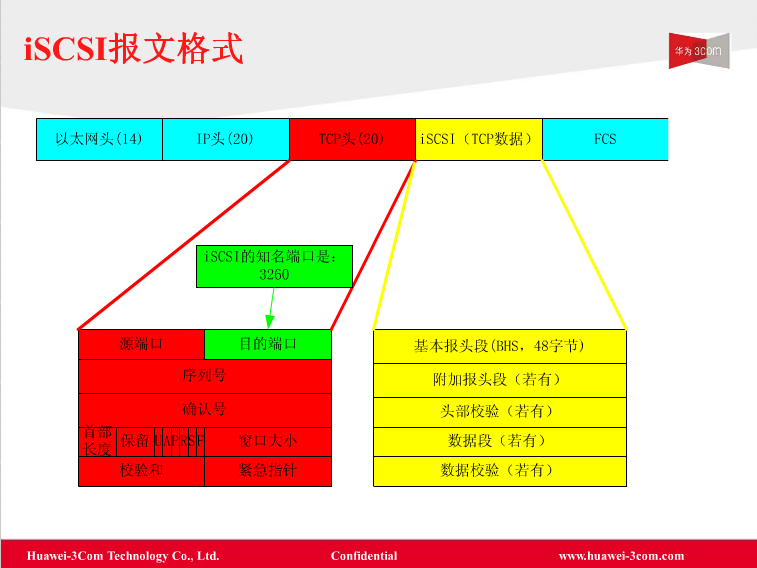 iSCSI报文格式
华为3com
以太网头(14)
IP头(20)
TCP头(20)
iSCSI（TCP数据）
FCS
iSCSI的知名端口是：
3260
源端口
目的端口
序列号
确认号
首部
长度
保留
U
A
P
R
S
F
窗口大小
校验和
紧急指针
基本报头段(BHS，48字节)
附加报头段（若有）
头部校验（若有）
数据段（若有）
数据校验（若有）
Huawei-3Com Technology Co., Ltd.
Confidential
www.huawei-3com.com